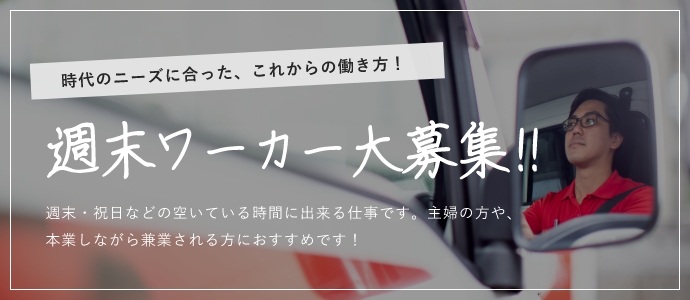 時代のニーズに合った、これからの働き方！
週末ワーカー大募集!!
週末・祝日などの空いている時間に出来る仕事です。主婦の方や、
本業しながら兼業される方におすすめです！